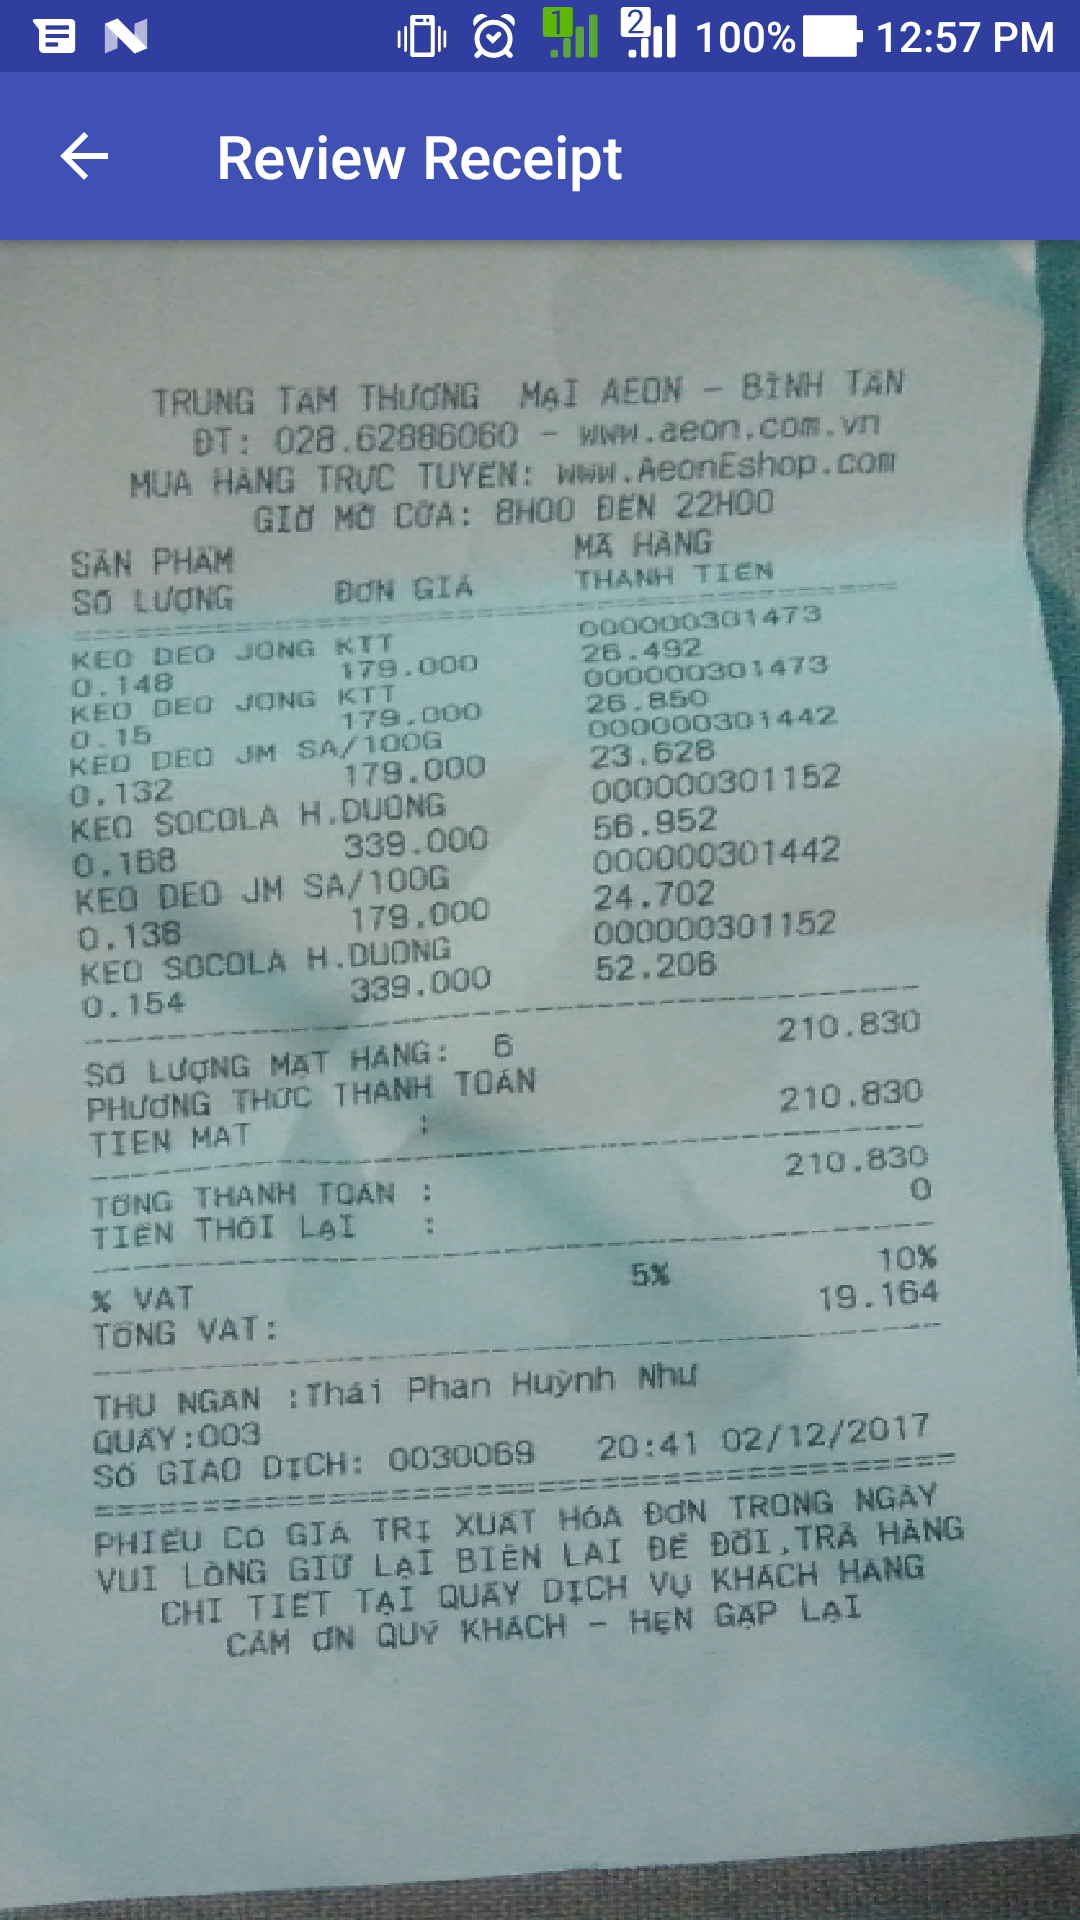 1
2
100%
12:57 PM
Review Receipt
TRUNG TÂM THƯƠNG MẠI AEON - BÌNH TÂN
ĐT: 028.62886060 - www.aeon.com.vn
MUA HÀNG TRỰC TUYẾN: www.AeonEshop.com
GIỜ MỞ CỬA: 8H00 ĐẾN 22H00
SẢN PHẨM MÃ HÀNG
SỐ LƯỢNG ĐƠN GIÁ THÀNH TIỀN
KEO DEO JONG KTT 000000301473
0.148 179.000 26.492
KEO DEO JONG KTT 000000301473
0.15 179.000 26.850
KEO DEO JM SA/100G 000000301442
0.132 179.000 23.628
KEO SOCOLA H.DUONG 000000301152
0.168 339.000 56.952
KEO DEO JM SA/100G 000000301442
0.138 179.000 24.702
KEO SOCOLA H.DUONG 000000301152
0.154 339.000 52.206
SỐ LƯỢNG MẶT HÀNG: 6 210.830
PHƯƠNG THỨC THANH TOÁN
TIỀN MẶT : 210.830
TỔNG THANH TOÁN : 210.830
TIỀN THỐI LẠI : 0
% VAT 5% 10%
TỔNG VAT: 19.164
THU NGÂN :Thái Phan Huỳnh Như
QUẦY:003
SỐ GIAO DỊCH: 0030069 20:41 02/12/2017
PHIẾU CÓ GIÁ TRỊ XUẤT HÓA ĐƠN TRONG NGÀY
VUI LÒNG GIỮ LẠI BIÊN LAI ĐỂ ĐỔI,TRẢ HÀNG
CHI TIẾT TẠI QUẦY DỊCH VỤ KHÁCH HÀNG
CẢM ƠN QUÝ KHÁCH - HẸN GẶP LẠI